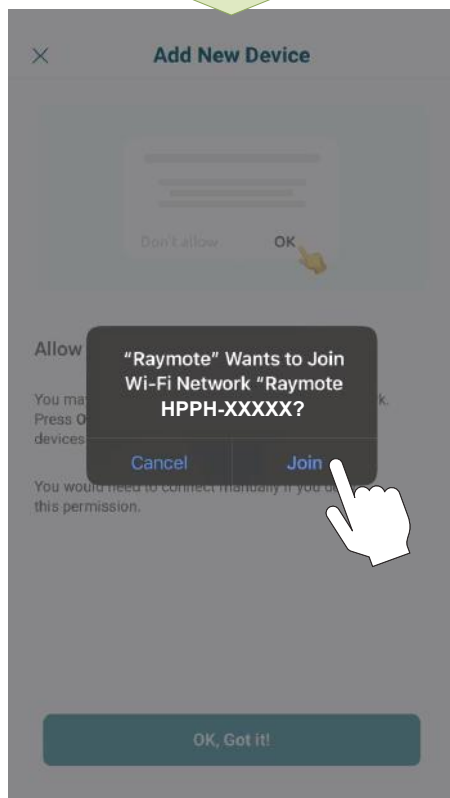 Add New Device
Don't allow
OK
Allow
"Raymote" Wants to Join
Wi-Fi Network "Raymote
HPPH-XXXXX?
Cancel
Join
You
k.
Press
devices
You would need to connect manually if you
this permission.
OK, Got it!